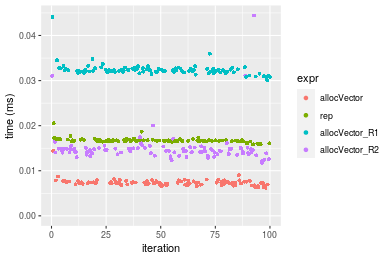 0.04
0.03
0.02
0.01
0.00
time (ms)
0
25
50
75
100
iteration
expr
allocVector
rep
allocVector_R1
allocVector_R2